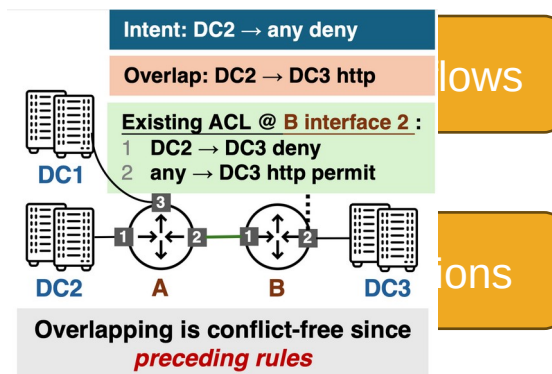 Intent: DC2 → any deny
Overlap: DC2 → DC3 http
Existing ACL @ B interface 2 :
1 DC2 → DC3 deny
2 any → DC3 http permit
DC1
3
1
2
1
2
DC2
A
B
DC3
Overlapping is conflict-free since
preceding rules
lows
ions